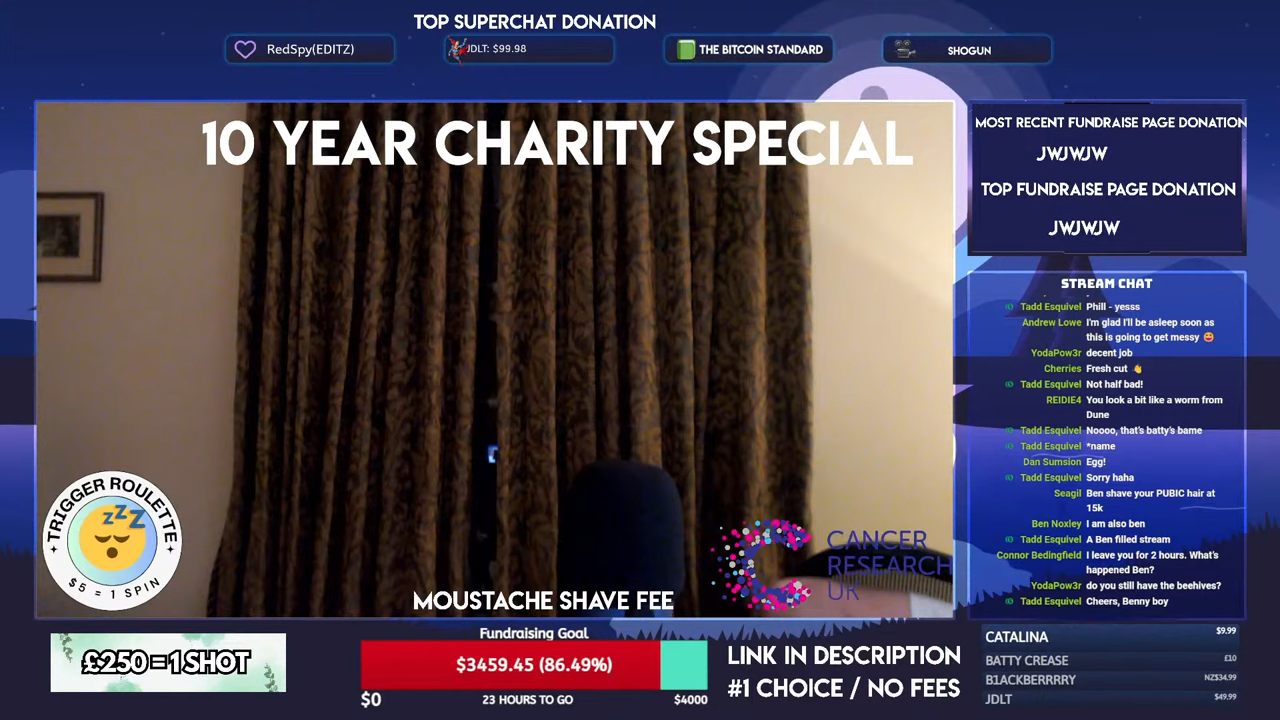 TOP SUPERCHAT DONATION
RedSpy(EDITZ)
JDLT: $99.98
THE BITCOIN STANDARD
SHOGUN
10 YEAR CHARITY SPECIAL
MOST RECENT FUNDRAISE PAGE DONATION
JWJWJW
TOP FUNDRAISE PAGE DONATION
JWJWJW
STREAM CHAT
Tadd Esquivel Phill - yesss
Andrew Lowe I'm glad I'll be asleep soon as
this is going to get messy
YodaPow3r decent job
Cherries Fresh cut
Tadd Esquivel Not half bad!
REIDIE4 You look a bit like a worm from
Dune
Tadd Esquivel Noooo, that's batty's bame
Tadd Esquivel *name
Dan Sumsion Egg!
Tadd Esquivel Sorry haha
Seagil Ben shave your PUBIC hair at
15k
Ben Noxley I am also ben
Tadd Esquivel A Ben filled stream
Connor Bedingfield I leave you for 2 hours. What's
happened Ben?
YodaPow3r do you still have the beehives?
Tadd Esquivel Cheers, Benny boy
TRIGGER ROULETTE
zzz
$5 = 1 SPIN
CANCER
RESEARCH
UK
MOUSTACHE SHAVE FEE
£250 = 1 SHOT
Fundraising Goal
$3459.45 (86.49%)
$0
23 HOURS TO GO
$4000
LINK IN DESCRIPTION
#1 CHOICE / NO FEES
CATALINA $9.99
BATTY CREASE £10
B1ACKBERRRRY NZ$34.99
JDLT $49.99